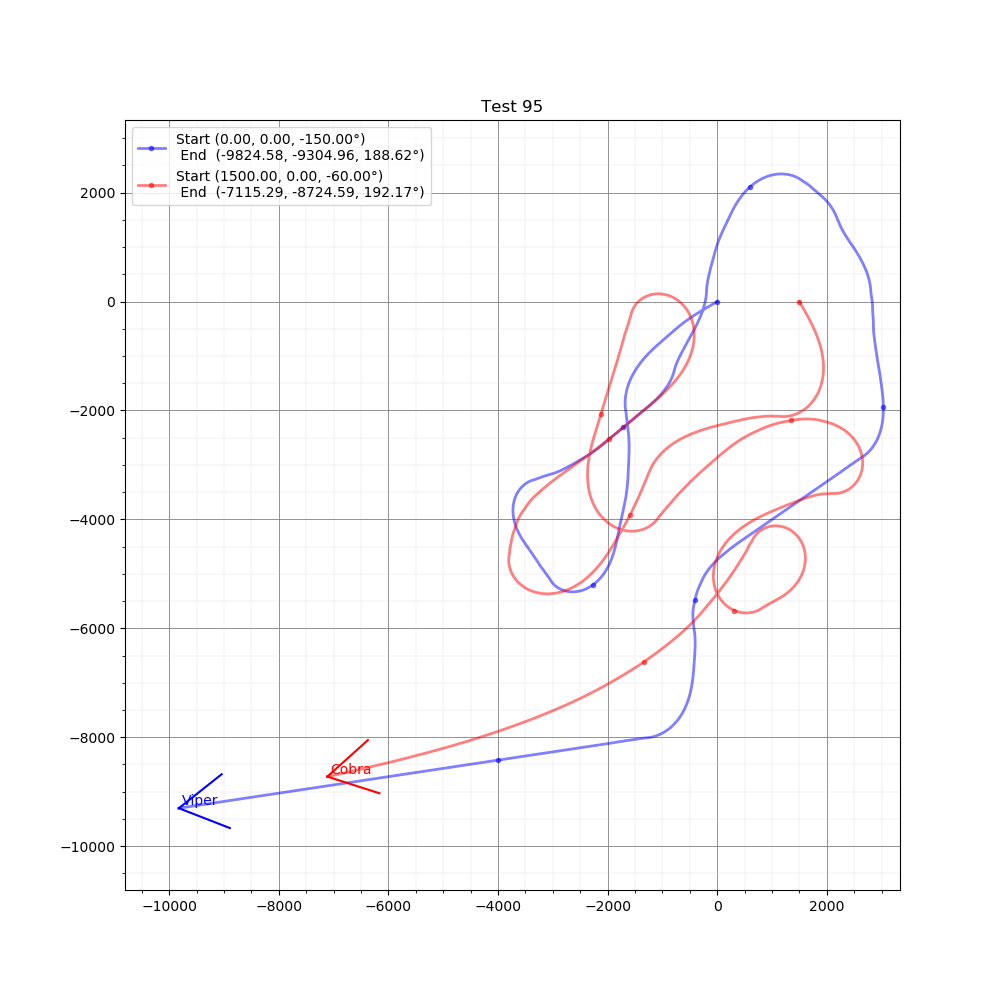 Test 95
Start (0.00, 0.00, -150.00°)
End (-9824.58, -9304.96, 188.62°)
Start (1500.00, 0.00, -60.00°)
End (-7115.29, -8724.59, 192.17°)
2000
0
−2000
−4000
−6000
−8000
−10000
Cobra
Viper
−10000 −8000 −6000 −4000 −2000 0 2000